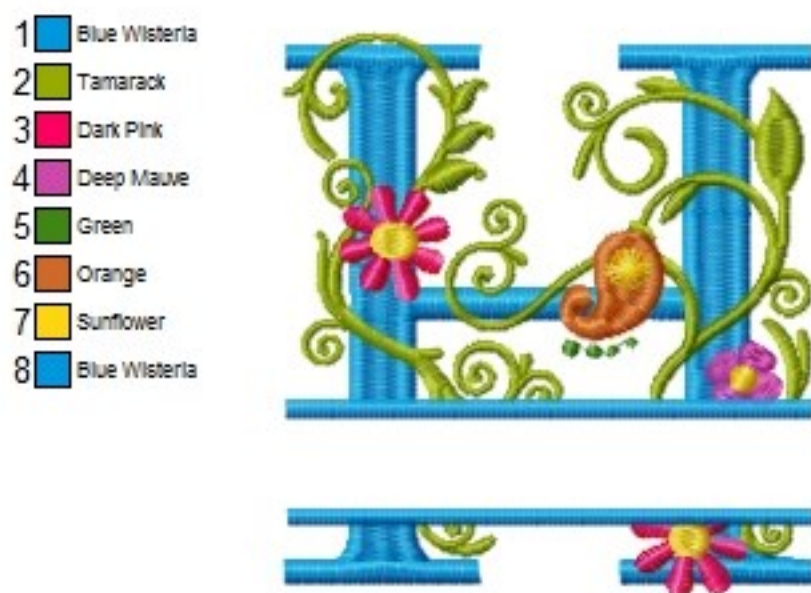 1 Blue Wisteria
2 Tamarack
3 Dark Pink
4 Deep Mauve
5 Green
6 Orange
7 Sunflower
8 Blue Wisteria